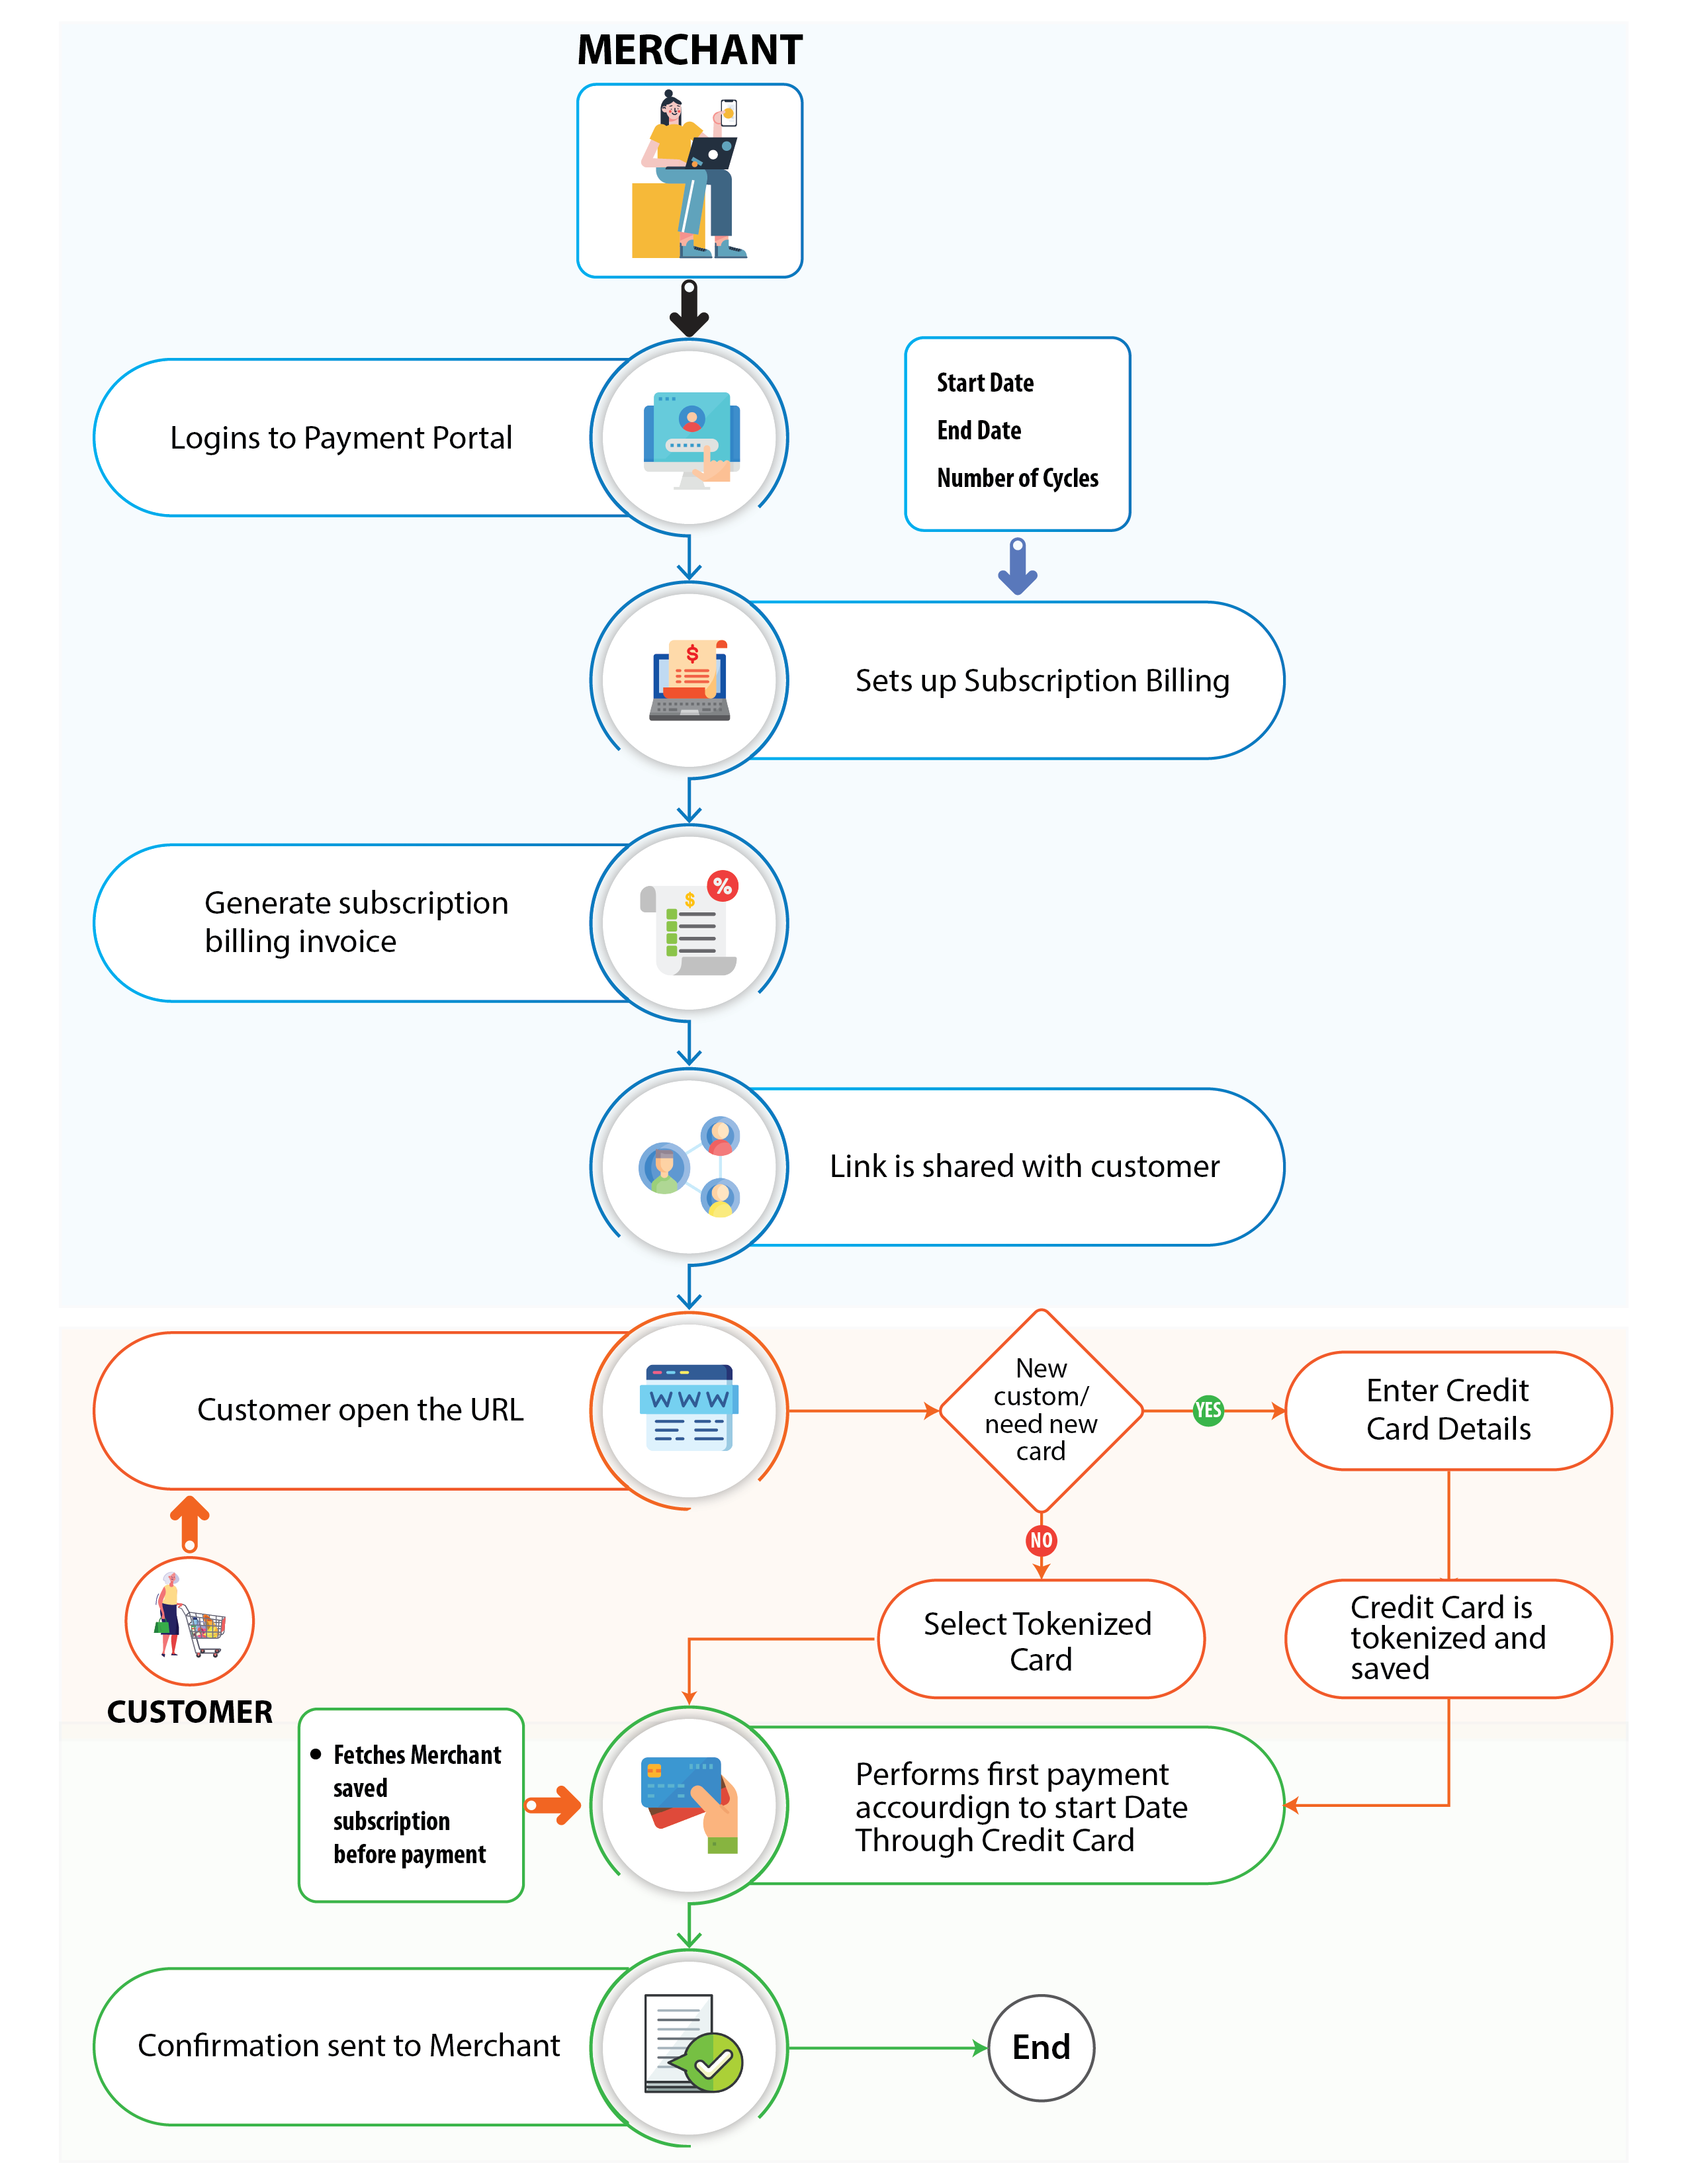 MERCHANT
Logins to Payment Portal
Start Date
End Date
Number of Cycles
$
Sets up Subscription Billing
$
%
Generate subscription
billing invoice
Link is shared with customer
Customer open the URL
W W W
New
custom/
need new
card
YES
Enter Credit
Card Details
NO
Select Tokenized
Card
Credit Card is
tokenized and
saved
CUSTOMER
• Fetches Merchant
saved
subscription
before payment
Performs first payment
accourdign to start Date
Through Credit Card
Confirmation sent to Merchant
End